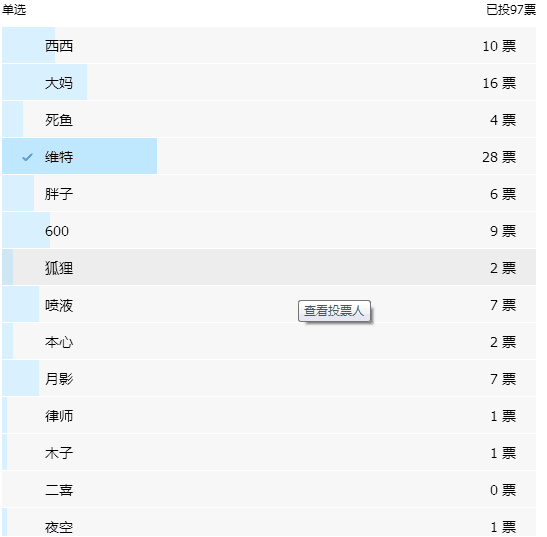 单选 已投97票
西西 10 票
大妈 16 票
死鱼 4 票
维特 28 票
胖子 6 票
600 9 票
狐狸 2 票
喷液 7 票
查看投票人
本心 2 票
月影 7 票
律师 1 票
木子 1 票
二喜 0 票
夜空 1 票